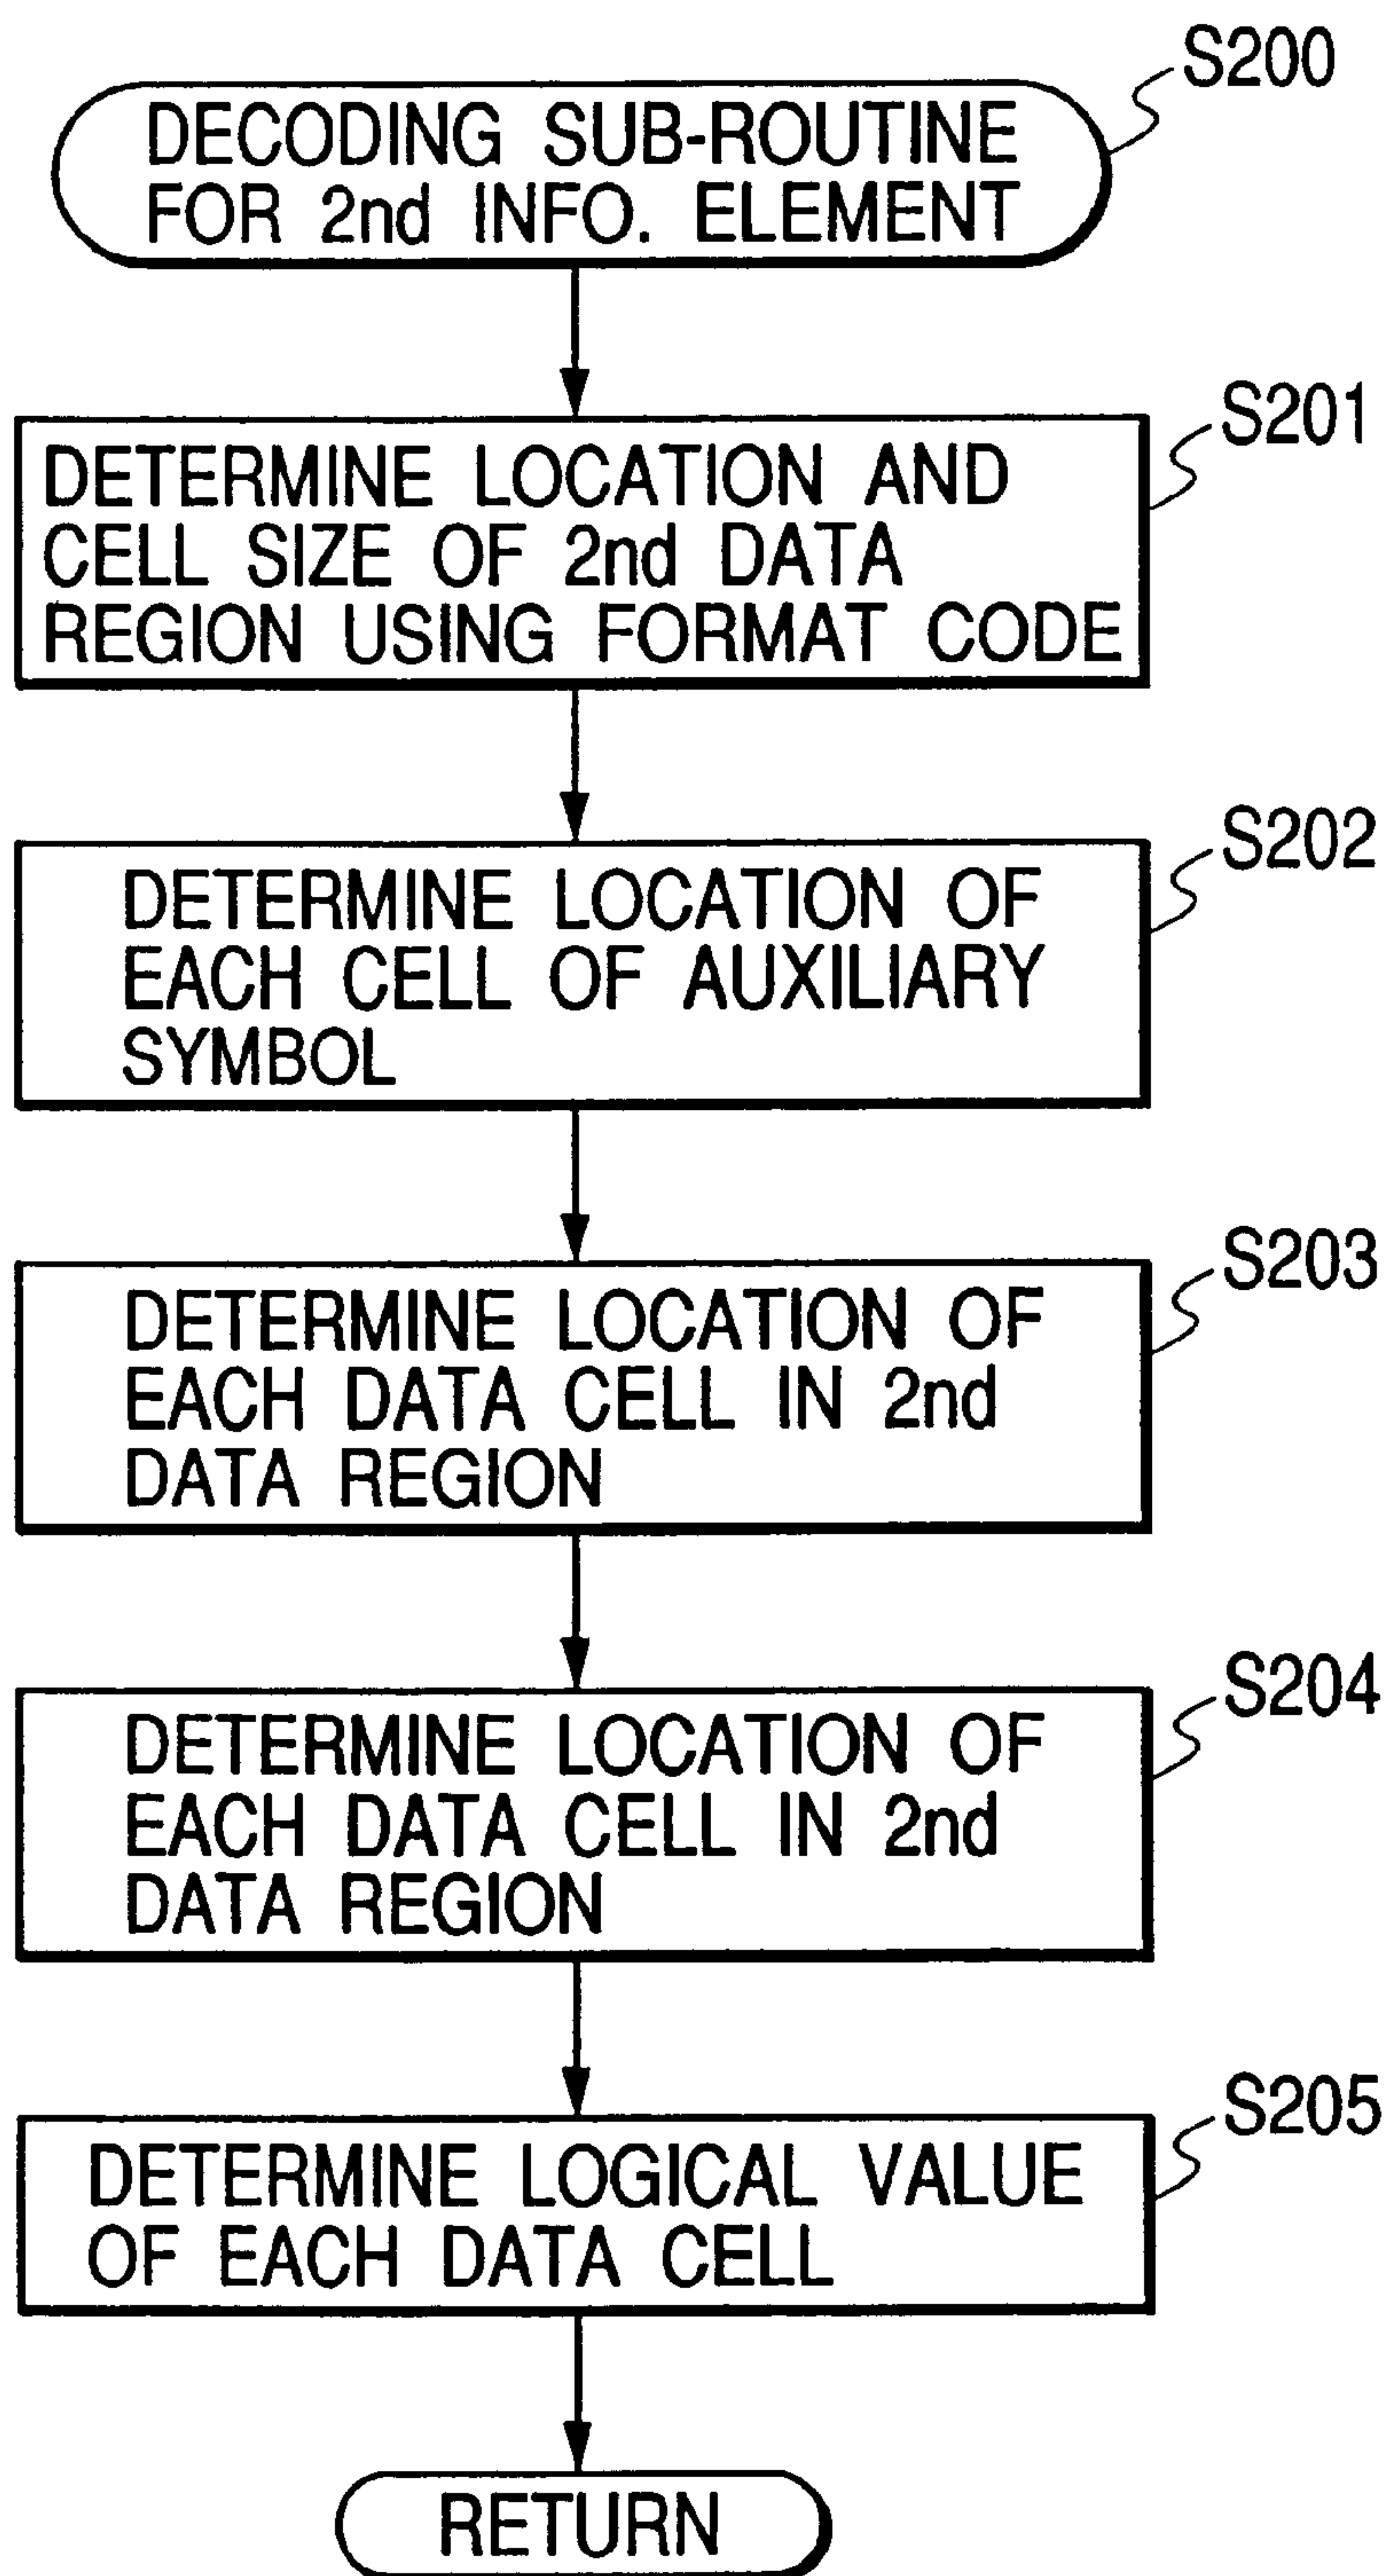 S200
DECODING SUB-ROUTINE
FOR 2nd INFO. ELEMENT
S201
DETERMINE LOCATION AND
CELL SIZE OF 2nd DATA
REGION USING FORMAT CODE
S202
DETERMINE LOCATION OF
EACH CELL OF AUXILIARY
SYMBOL
S203
DETERMINE LOCATION OF
EACH DATA CELL IN 2nd
DATA REGION
S204
DETERMINE LOCATION OF
EACH DATA CELL IN 2nd
DATA REGION
S205
DETERMINE LOGICAL VALUE
OF EACH DATA CELL
RETURN